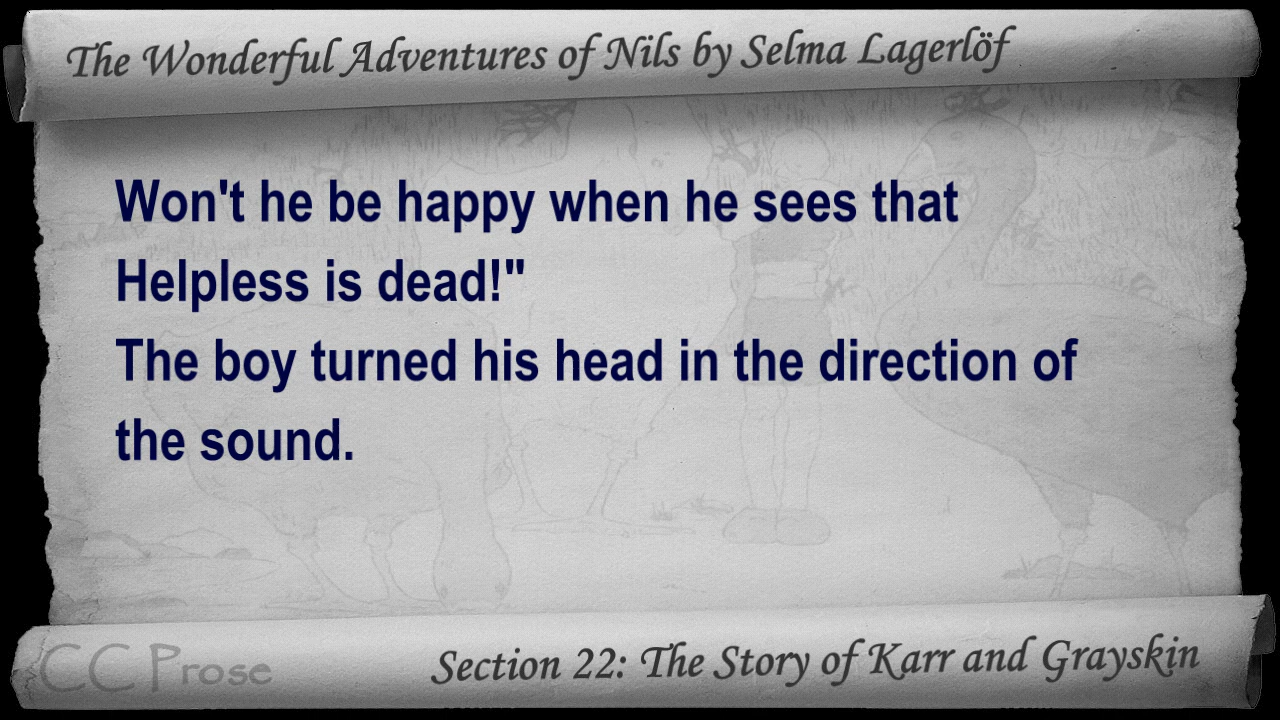 The Wonderful Adventures of Nils by Selma Lagerlöf
Won't he be happy when he sees that
Helpless is dead!"
The boy turned his head in the direction of
the sound.
CC Prose
Section 22: The Story of Karr and Grayskin